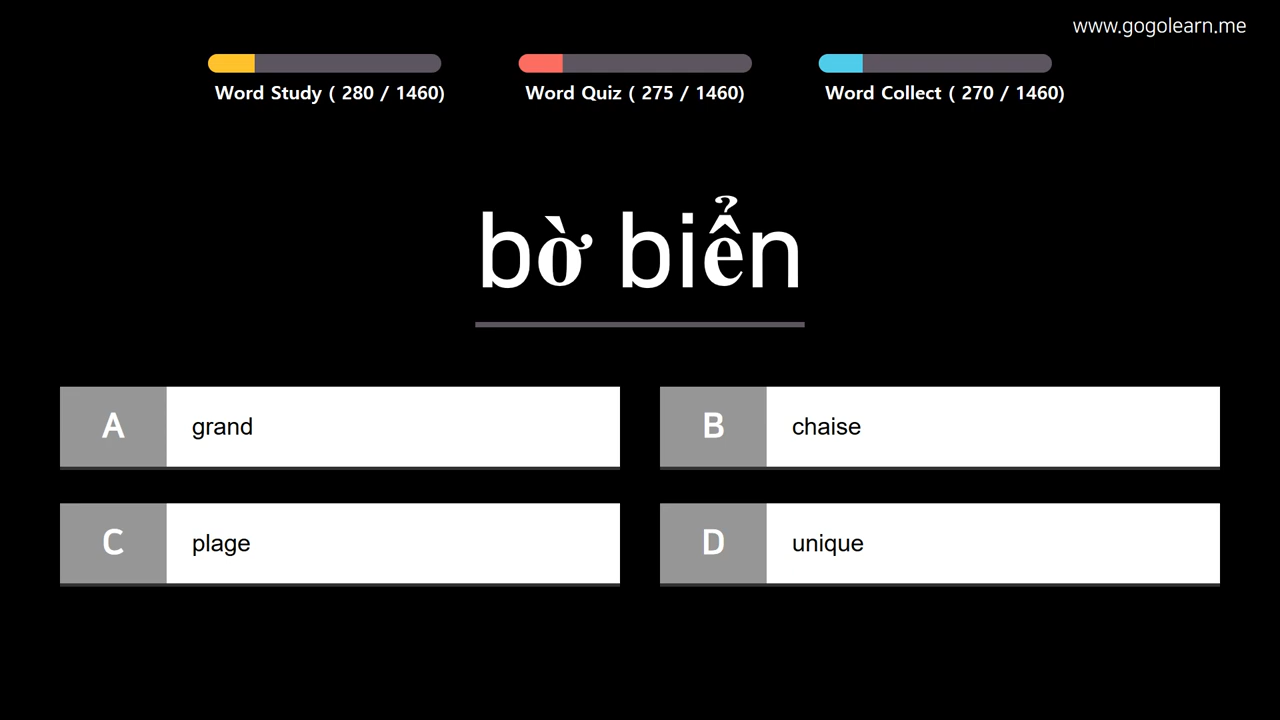 www.gogolearn.me
Word Study ( 280 / 1460)
Word Quiz ( 275 / 1460)
Word Collect ( 270 / 1460)
bờ biển
A grand
B chaise
C plage
D unique